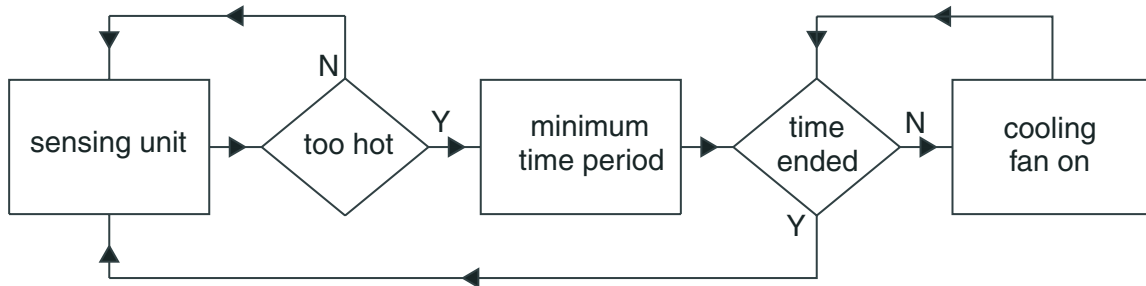 sensing unit
N
too hot
Y
minimum
time period
time
ended
N
Y
cooling
fan on